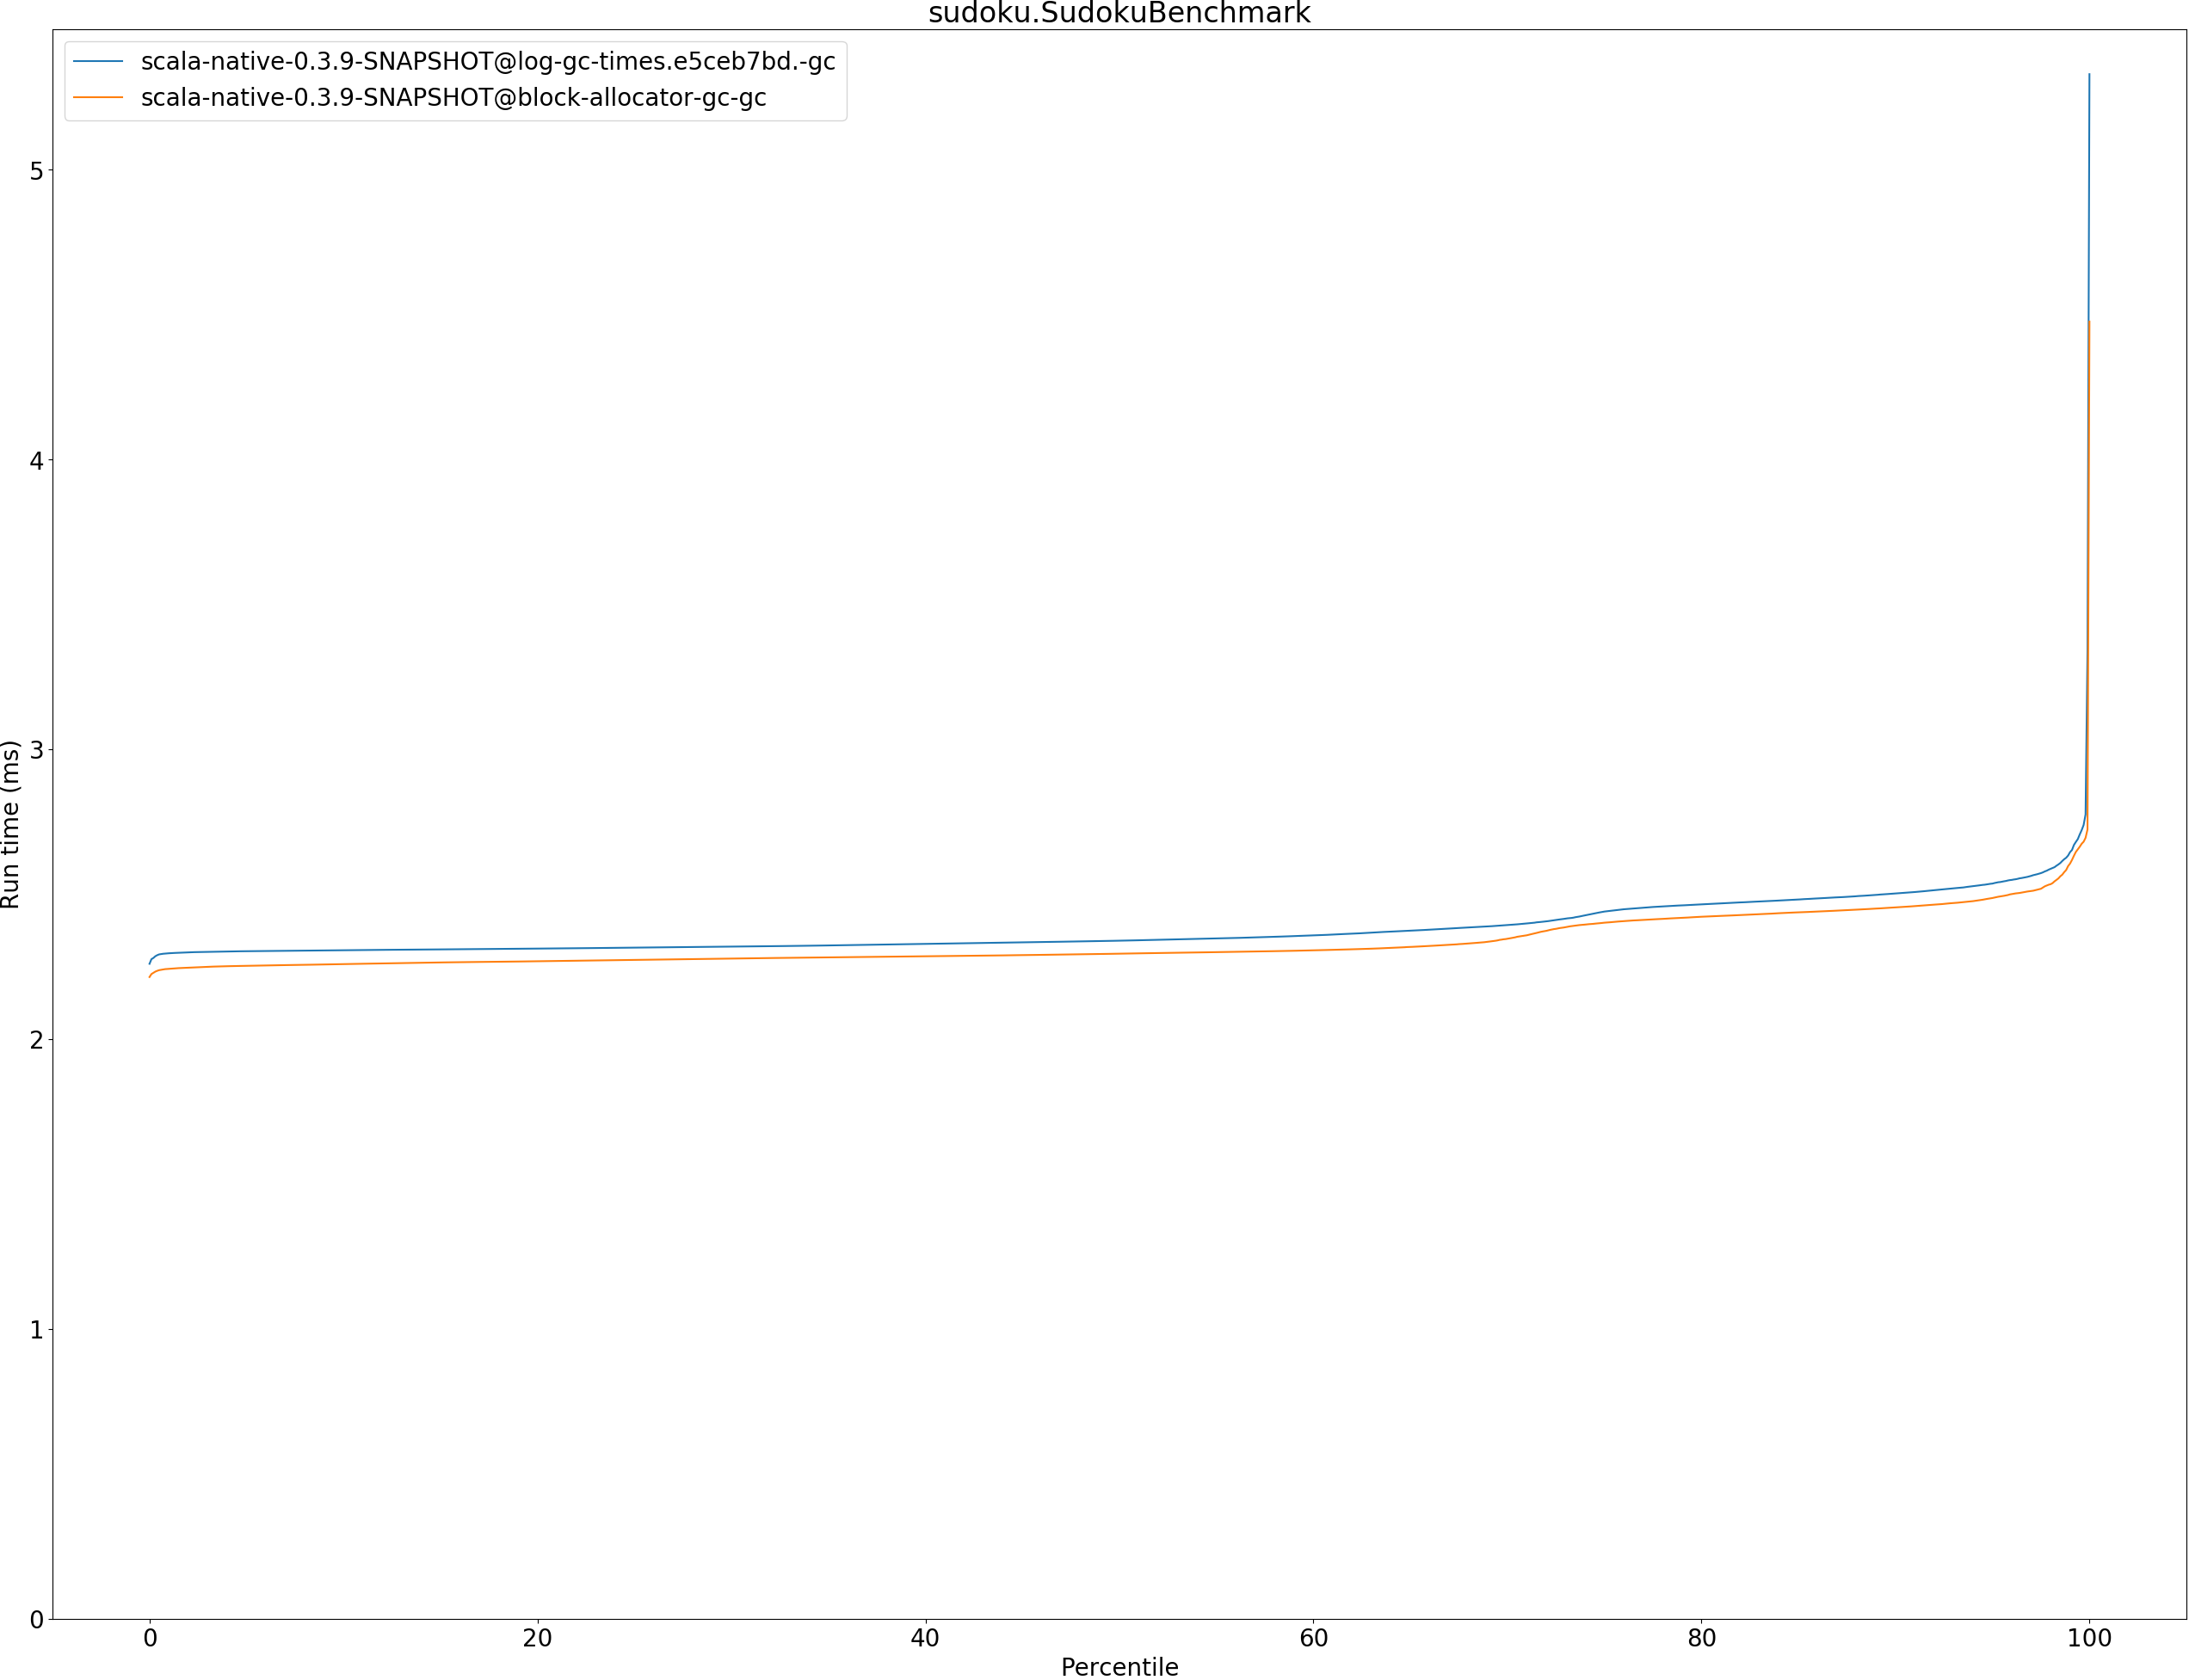 sudoku.SudokuBenchmark
scala-native-0.3.9-SNAPSHOT@log-gc-times.e5ceb7bd.-gc
scala-native-0.3.9-SNAPSHOT@block-allocator-gc-gc
5
4
3
2
1
0
Run time (ms)
0 20 40 60 80 100
Percentile